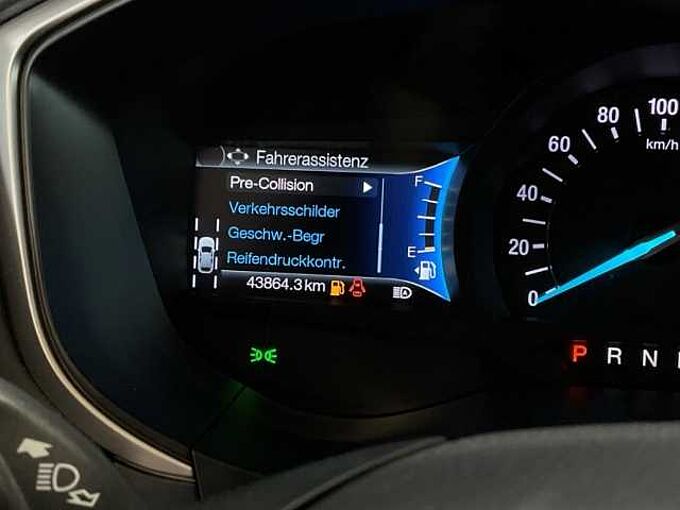 Fahrerassistenz
Pre-Collision
Verkehrsschilder
Geschw.-Begr
Reifendruckkontr.
43864.3 km
F
E
0
20
40
60
80
100
km/h
P R N